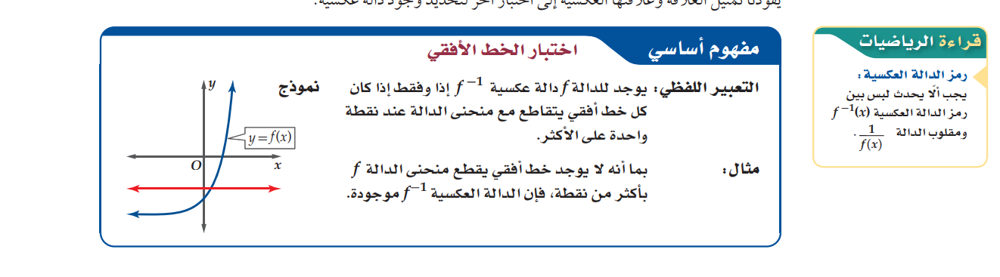 يقودنا تمثيل العلاقة وعلاقتها العكسية إلى اختبار آخر لتحديد وجود دالة عكسية.
قراءة الرياضيات
رمز الدالة العكسية :
يجب ألّا يحدث لبس بين
رمز الدالة العكسية f⁻¹(x)
ومقلوب الدالة 1/f(x) .
مفهوم أساسي
اختبار الخط الأفقي
التعبير اللفظي: يوجد للدالة f دالة عكسية f⁻¹ إذا وفقط إذا كان
كل خط أفقي يتقاطع مع منحنى الدالة عند نقطة
واحدة على الأكثر.
مثال: بما أنه لا يوجد خط أفقي يقطع منحنى الدالة f
بأكثر من نقطة، فإن الدالة العكسية f⁻¹ موجودة.
نموذج
y
y = f(x)
O
x